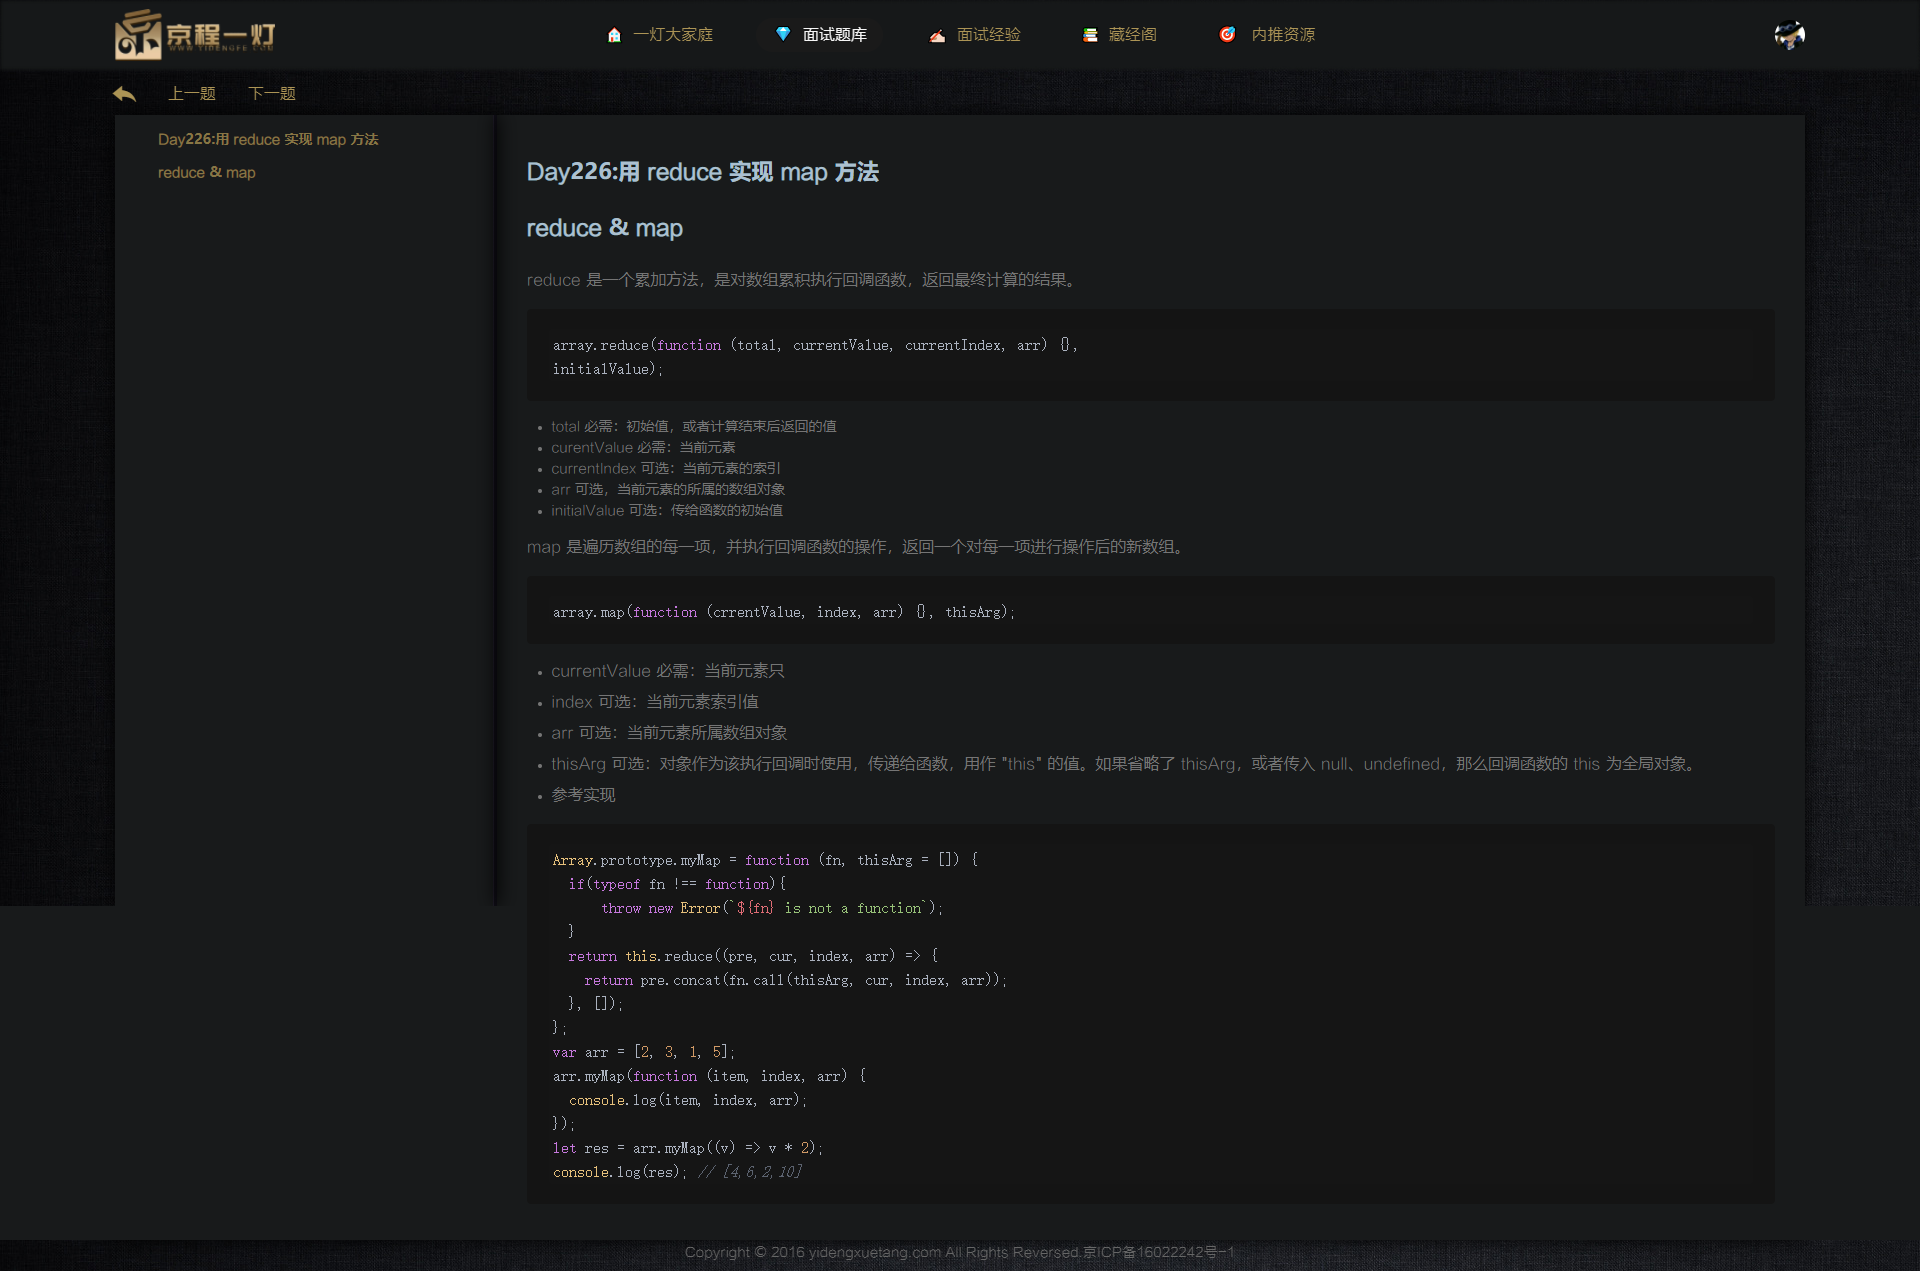 京程一灯
WWW.YIDENGFE.COM
一灯大家庭
面试题库
面试经验
藏经阁
内推资源
上一题
下一题
Day226:用 reduce 实现 map 方法
reduce & map
Day226:用 reduce 实现 map 方法
reduce & map
reduce 是一个累加方法，是对数组累积执行回调函数，返回最终计算的结果。
array.reduce(function (total, currentValue, currentIndex, arr) {},
initialValue);
• total 必需：初始值，或者计算结束后返回的值
• curentValue 必需：当前元素
• currentIndex 可选：当前元素的索引
• arr 可选，当前元素的所属的数组对象
• initialValue 可选：传给函数的初始值
map 是遍历数组的每一项，并执行回调函数的操作，返回一个对每一项进行操作后的新数组。
array.map(function (crrentValue, index, arr) {}, thisArg);
• currentValue 必需：当前元素只
• index 可选：当前元素索引值
• arr 可选：当前元素所属数组对象
• thisArg 可选：对象作为该执行回调时使用，传递给函数，用作 "this" 的值。如果省略了 thisArg，或者传入 null、undefined，那么回调函数的 this 为全局对象。
• 参考实现
Array.prototype.myMap = function (fn, thisArg = []) {
  if(typeof fn !== function){
      throw new Error(`${fn} is not a function`);
  }
  return this.reduce((pre, cur, index, arr) => {
    return pre.concat(fn.call(thisArg, cur, index, arr));
  }, []);
};
var arr = [2, 3, 1, 5];
arr.myMap(function (item, index, arr) {
  console.log(item, index, arr);
});
let res = arr.myMap((v) => v * 2);
console.log(res); // [4,6,2,10]
Copyright © 2016 yidengxuetang.com All Rights Reversed.京ICP备16022242号-1